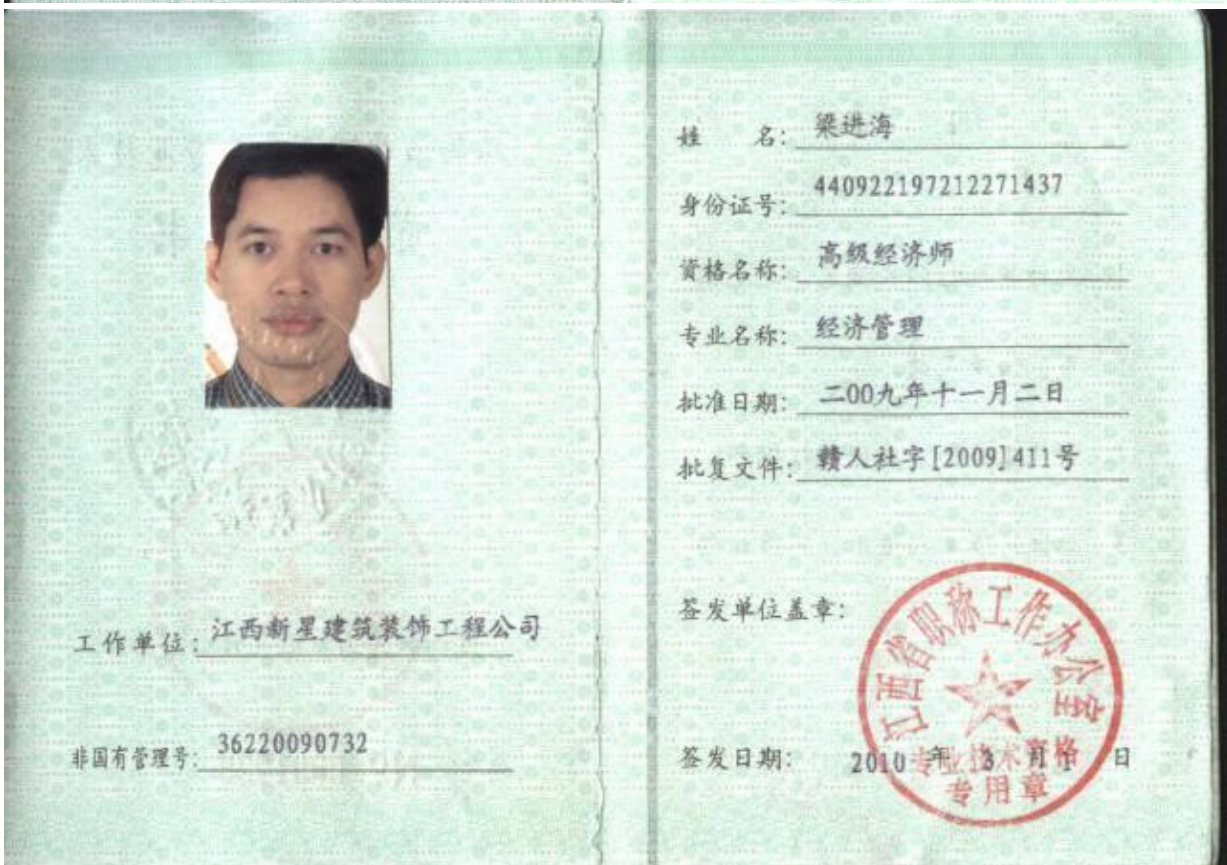 工作单位：江西新星建筑装饰工程公司
非国有管理号：36220090732
姓 名：梁进海
身份证号：440922197212271437
资格名称：高级经济师
专业名称：经济管理
批准日期：二00九年十一月二日
批复文件：赣人社字[2009]411号
签发单位盖章：
江西省职称工作办公室
专业技术资格
专用章
签发日期： 2010 年 3 月 1 日